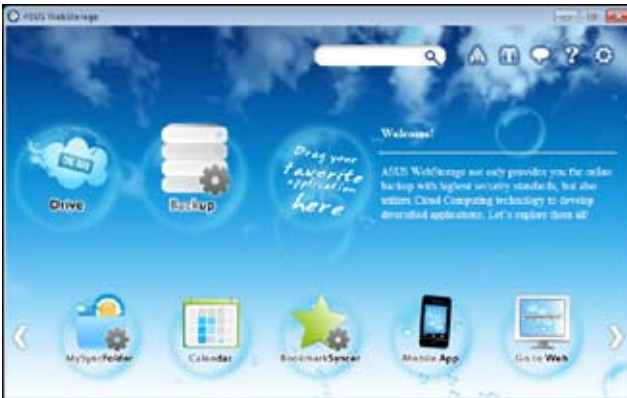 ASUS WebStorage
Welcome!
ON AIR
Drive
Backup
Drag your
favorite
application
here
ASUS WebStorage not only provides you the online
backup with highest security standards, but also
utilizes Cloud Computing technology to develop
diversified applications. Let's explore them all!
MySyncFolder
Calendar
BookmarkSyncer
Mobile App
Go to Web